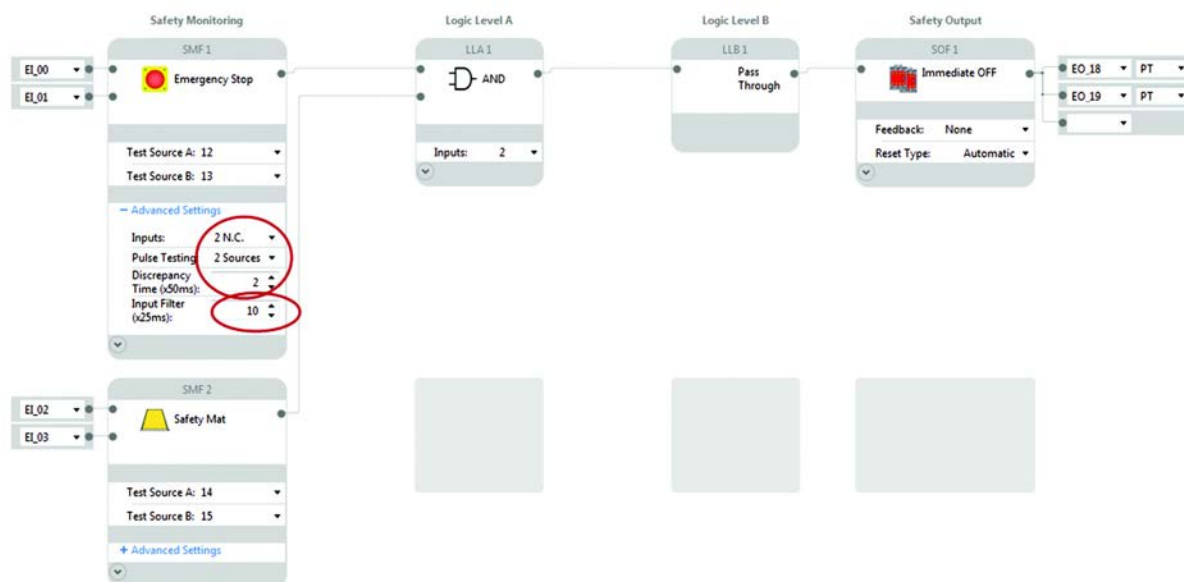 Safety Monitoring
Logic Level A
Logic Level B
Safety Output
SMF 1
LLA 1
LLB 1
SOF 1
EI_00
EI_01
Emergency Stop
AND
Pass
Through
Immediate OFF
EO_18 PT
EO_19 PT
Test Source A: 12
Test Source B: 13
Inputs: 2
Feedback: None
Reset Type: Automatic
− Advanced Settings
Inputs: 2 N.C.
Pulse Testing 2 Sources
Discrepancy
Time (x50ms): 2
Input Filter
(x25ms): 10
SMF 2
EI_02
EI_03
Safety Mat
Test Source A: 14
Test Source B: 15
+ Advanced Settings